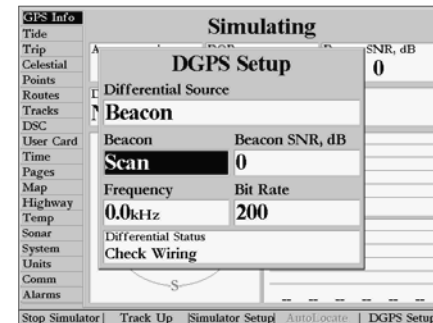 GPS Info
Tide
Trip
Celestial
Points
Routes
Tracks
DSC
User Card
Time
Pages
Map
Highway
Temp
Sonar
System
Units
Comm
Alarms
Simulating
SNR, dB
0
DGPS Setup
Differential Source
Beacon
Beacon
Beacon SNR, dB
Scan
0
Frequency
Bit Rate
0.0kHz
200
Differential Status
Check Wiring
S
Stop Simulator | Track Up | Simulator Setup | AutoLocate | DGPS Setup